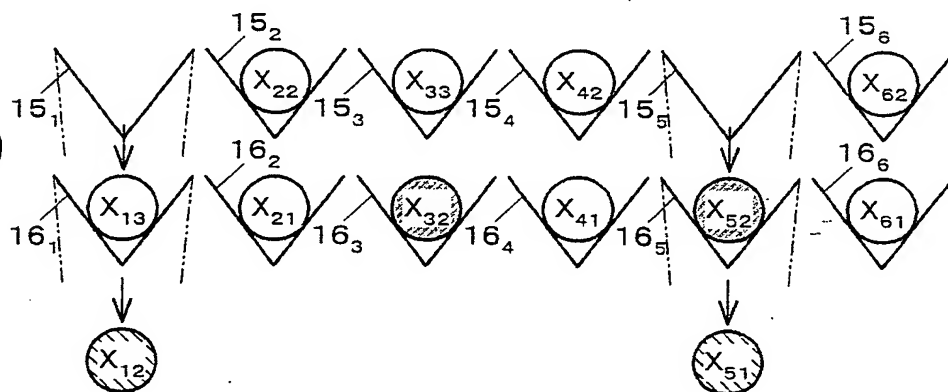 15₂ 15₆
X₂₂ X₃₃ X₄₂ X₆₂
15₁ 15₃ 15₄ 15₅
16₂ 16₆
X₁₃ X₂₁ X₃₂ X₄₁ X₅₂ X₆₁
16₁ 16₃ 16₄ 16₅
X₁₂ X₅₁